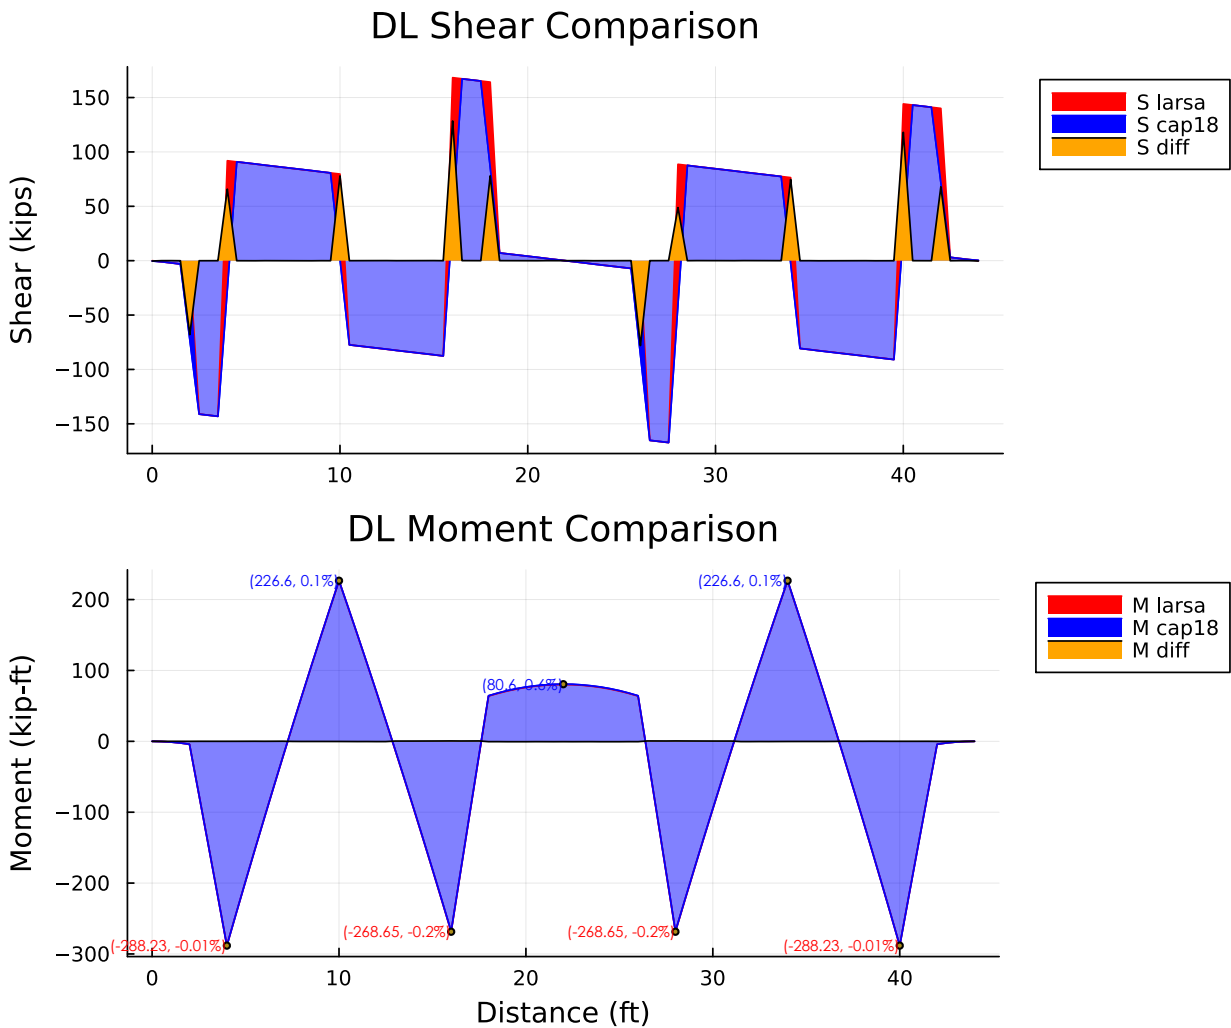 DL Shear Comparison
150
100
50
0
−50
−100
−150
Shear (kips)
0
10
20
30
40
S larsa
S cap18
S diff
DL Moment Comparison
200
100
0
−100
−200
−300
Moment (kip-ft)
(226.6, 0.1%)
(226.6, 0.1%)
(80.6, 0.6%)
(-268.65, -0.2%)
(-268.65, -0.2%)
(-288.23, -0.01%)
(-288.23, -0.01%)
0
10
20
30
40
Distance (ft)
M larsa
M cap18
M diff